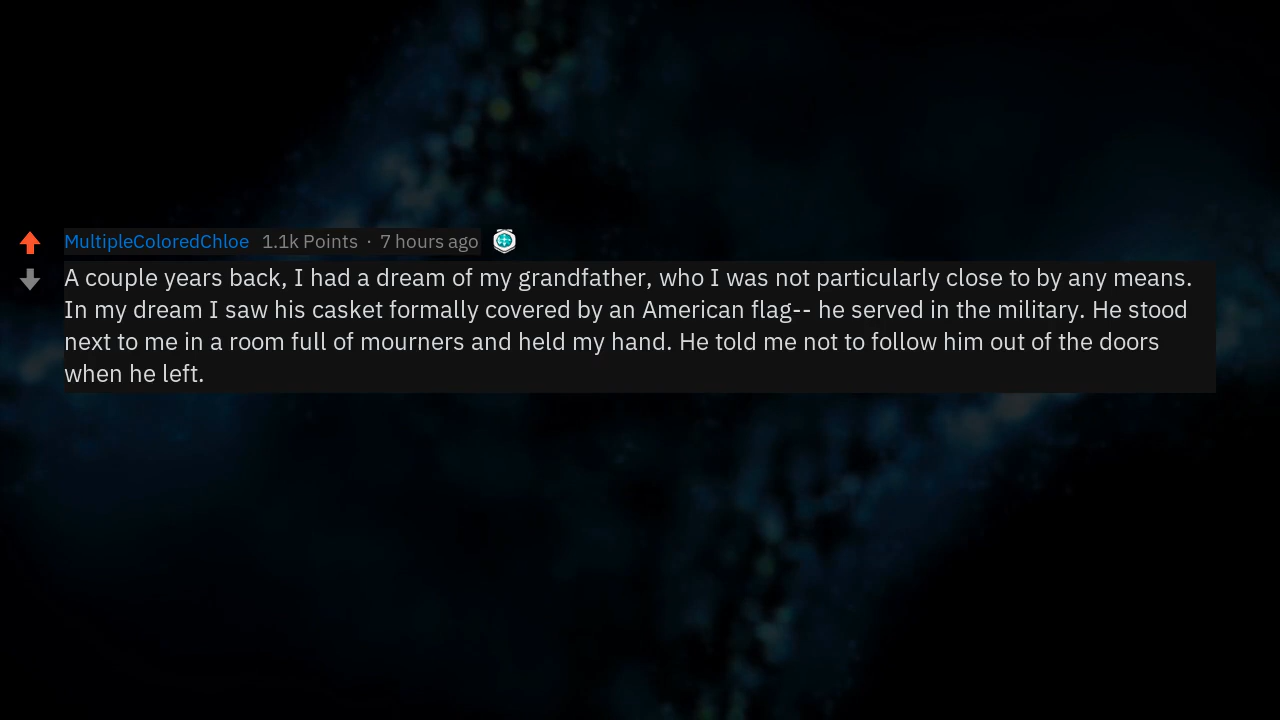 MultipleColoredChloe 1.1k Points · 7 hours ago
A couple years back, I had a dream of my grandfather, who I was not particularly close to by any means.
In my dream I saw his casket formally covered by an American flag-- he served in the military. He stood
next to me in a room full of mourners and held my hand. He told me not to follow him out of the doors
when he left.